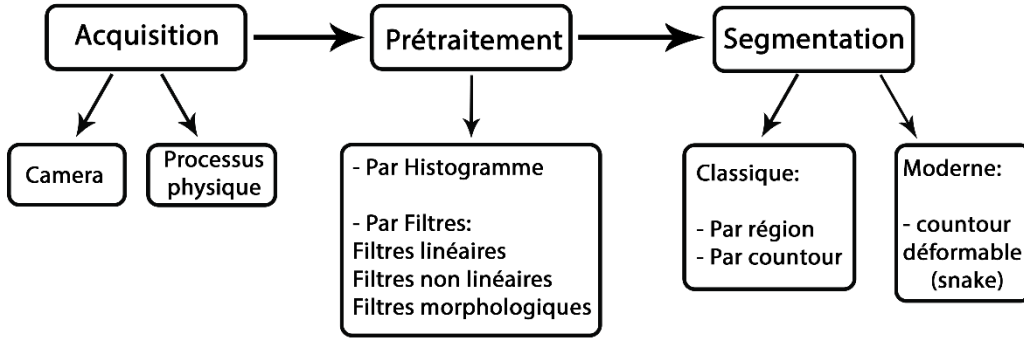 Acquisition
Prétraitement
Segmentation
Camera
Processus
physique
- Par Histogramme
- Par Filtres:
Filtres linéaires
Filtres non linéaires
Filtres morphologiques
Classique:
- Par région
- Par countour
Moderne:
- countour
déformable
(snake)